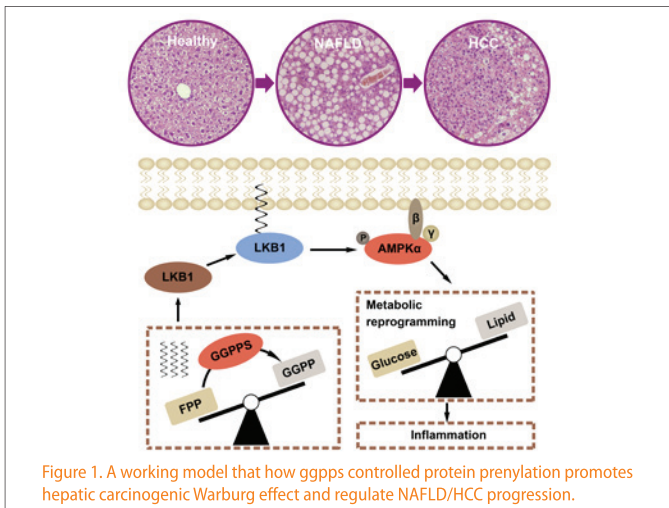 Healthy
NAFLD
HCC
β
γ
P
AMPKα
LKB1
LKB1
Metabolic
reprogramming
Lipid
Glucose
GGPPS
GGPP
FPP
Inflammation
Figure 1. A working model that how ggpps controlled protein prenylation promotes
hepatic carcinogenic Warburg effect and regulate NAFLD/HCC progression.